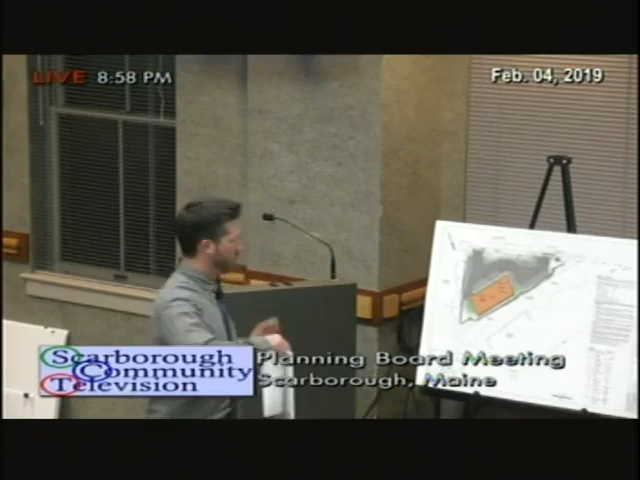 LIVE 8:58 PM
Feb. 04, 2019
Scarborough
Community
Television
Planning Board Meeting
Scarborough, Maine